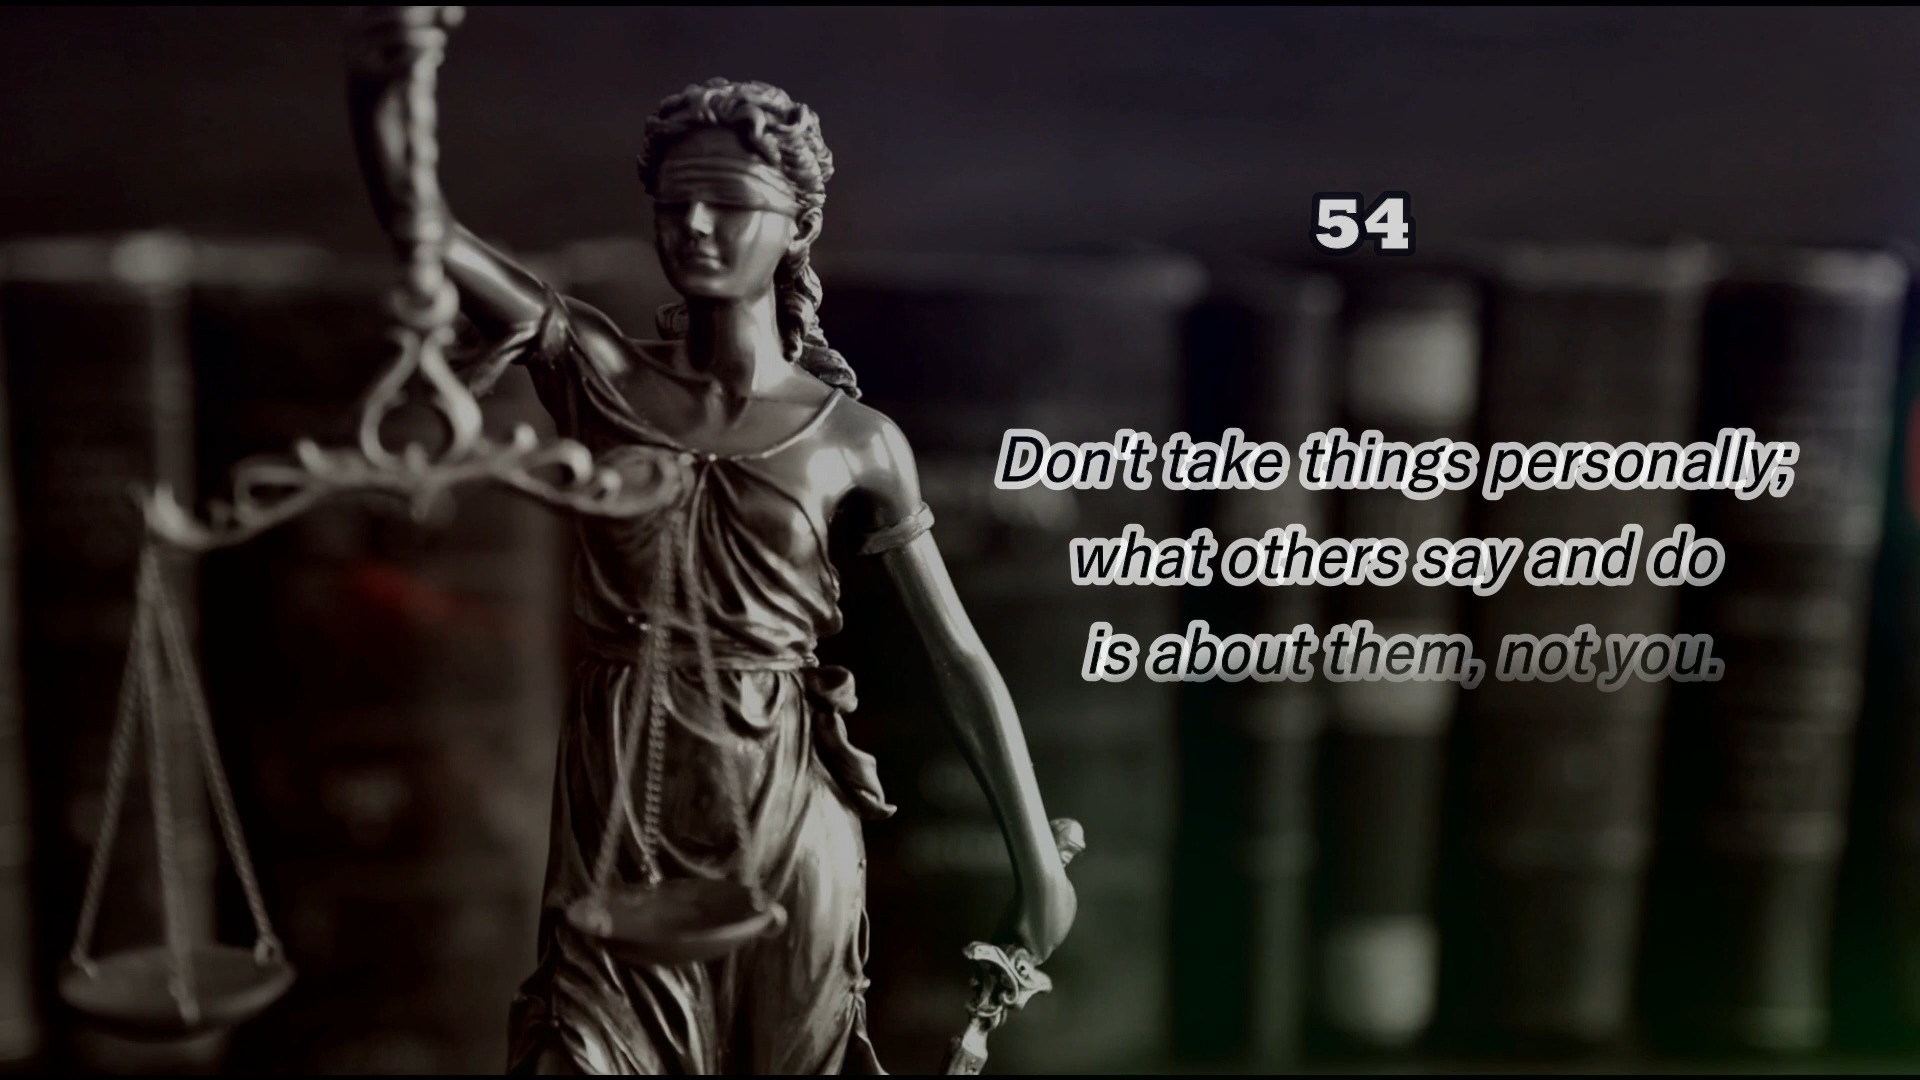 54
Don't take things personally;
what others say and do
is about them, not you.